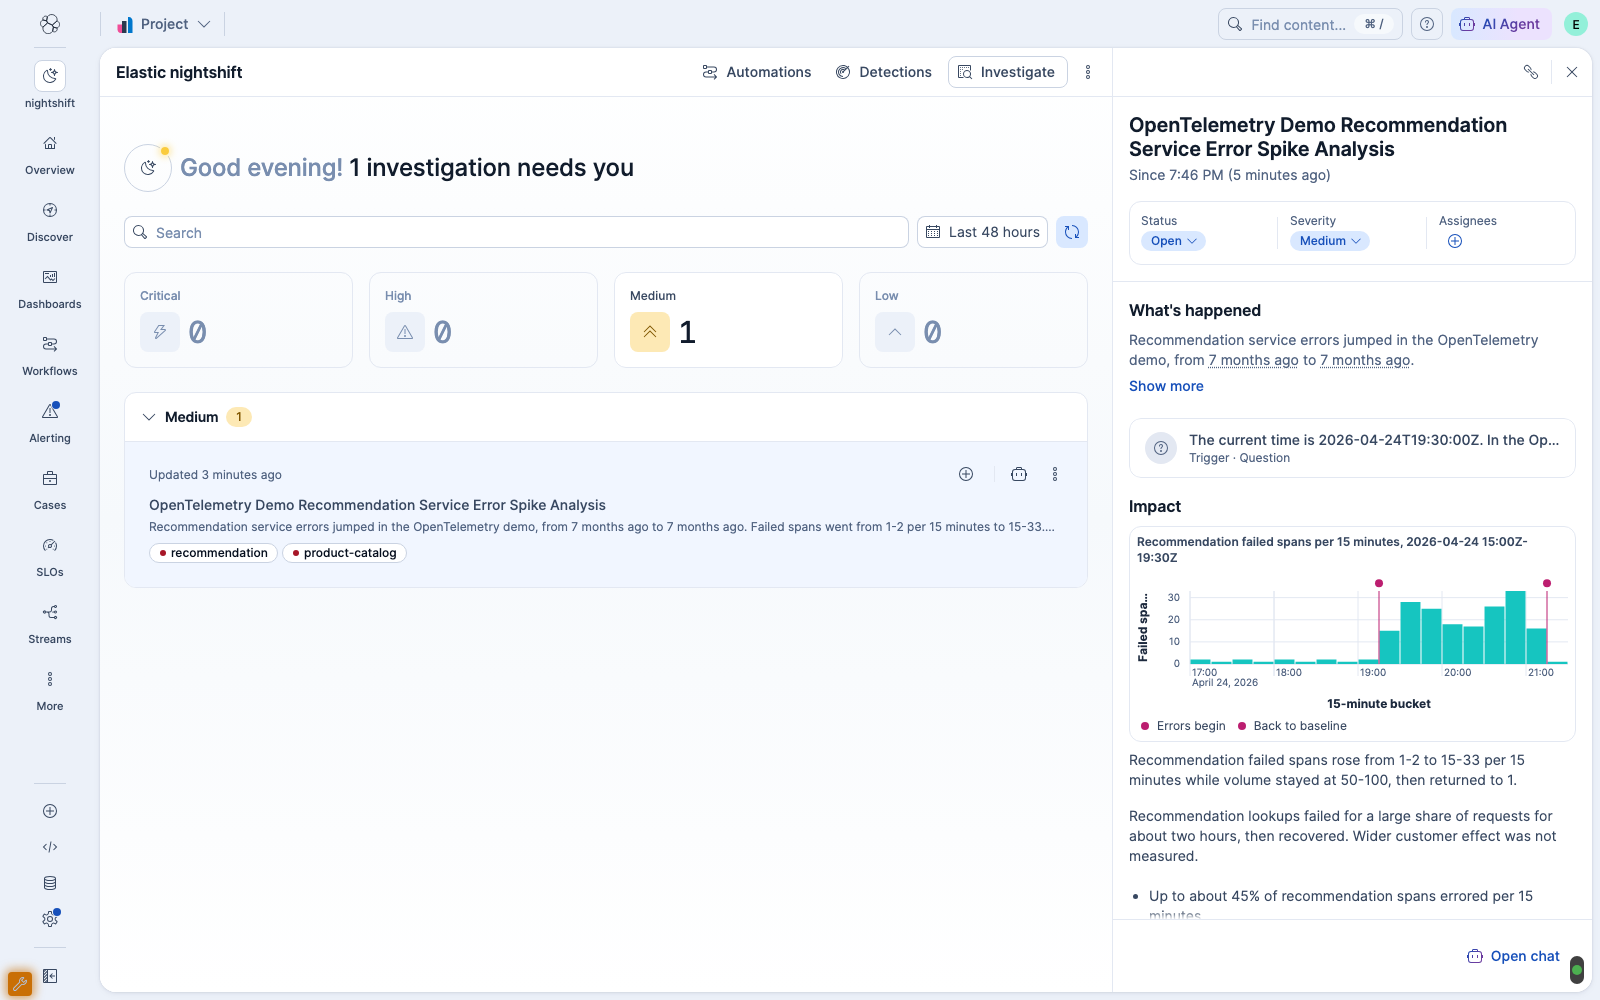 Project
Find content...
⌘ /
AI Agent
E
nightshift
Overview
Discover
Dashboards
Workflows
Alerting
Cases
SLOs
Streams
More
Elastic nightshift
Automations
Detections
Investigate
Good evening! 1 investigation needs you
Search
Last 48 hours
Critical
0
High
0
Medium
1
Low
0
Medium 1
Updated 3 minutes ago
OpenTelemetry Demo Recommendation Service Error Spike Analysis
Recommendation service errors jumped in the OpenTelemetry demo, from 7 months ago to 7 months ago. Failed spans went from 1-2 per 15 minutes to 15-33....
recommendation
product-catalog
OpenTelemetry Demo Recommendation
Service Error Spike Analysis
Since 7:46 PM (5 minutes ago)
Status
Open
Severity
Medium
Assignees
What's happened
Recommendation service errors jumped in the OpenTelemetry
demo, from 7 months ago to 7 months ago.
Show more
The current time is 2026-04-24T19:30:00Z. In the Op...
Trigger · Question
Impact
Recommendation failed spans per 15 minutes, 2026-04-24 15:00Z-
19:30Z
Failed spa...
30
20
10
0
17:00
18:00
19:00
20:00
21:00
April 24, 2026
15-minute bucket
Errors begin
Back to baseline
Recommendation failed spans rose from 1-2 to 15-33 per 15
minutes while volume stayed at 50-100, then returned to 1.
Recommendation lookups failed for a large share of requests for
about two hours, then recovered. Wider customer effect was not
measured.
• Up to about 45% of recommendation spans errored per 15
minutes
Open chat